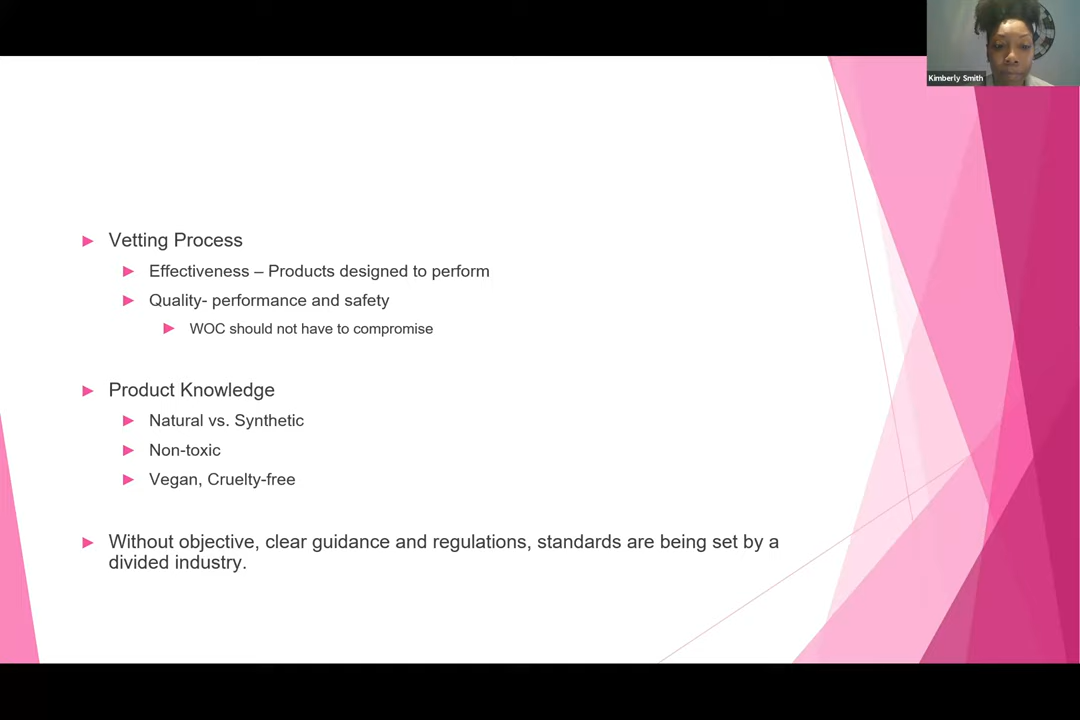 Kimberly Smith
Vetting Process
Effectiveness – Products designed to perform
Quality- performance and safety
WOC should not have to compromise
Product Knowledge
Natural vs. Synthetic
Non-toxic
Vegan, Cruelty-free
Without objective, clear guidance and regulations, standards are being set by a
divided industry.